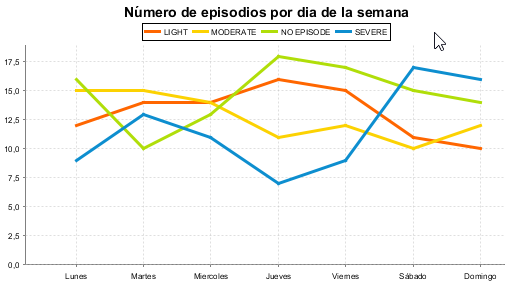 Número de episodios por dia de la semana
LIGHT MODERATE NO EPISODE SEVERE
17,5
15,0
12,5
10,0
7,5
5,0
2,5
0,0
Lunes Martes Miercoles Jueves Viernes Sábado Domingo